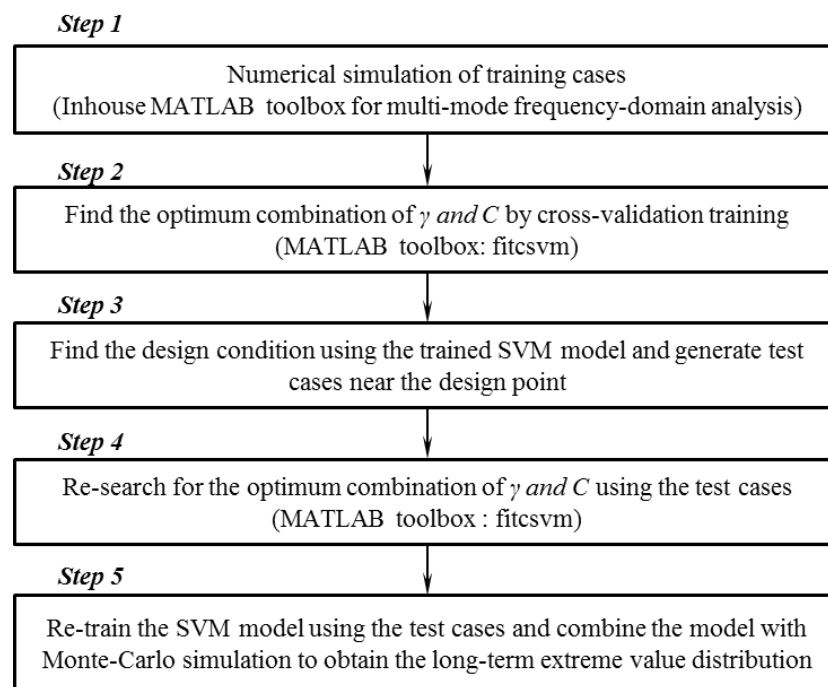 Step 1
Numerical simulation of training cases
(Inhouse MATLAB toolbox for multi-mode frequency-domain analysis)
Step 2
Find the optimum combination of γ and C by cross-validation training
(MATLAB toolbox: fitcsvm)
Step 3
Find the design condition using the trained SVM model and generate test
cases near the design point
Step 4
Re-search for the optimum combination of γ and C using the test cases
(MATLAB toolbox : fitcsvm)
Step 5
Re-train the SVM model using the test cases and combine the model with
Monte-Carlo simulation to obtain the long-term extreme value distribution